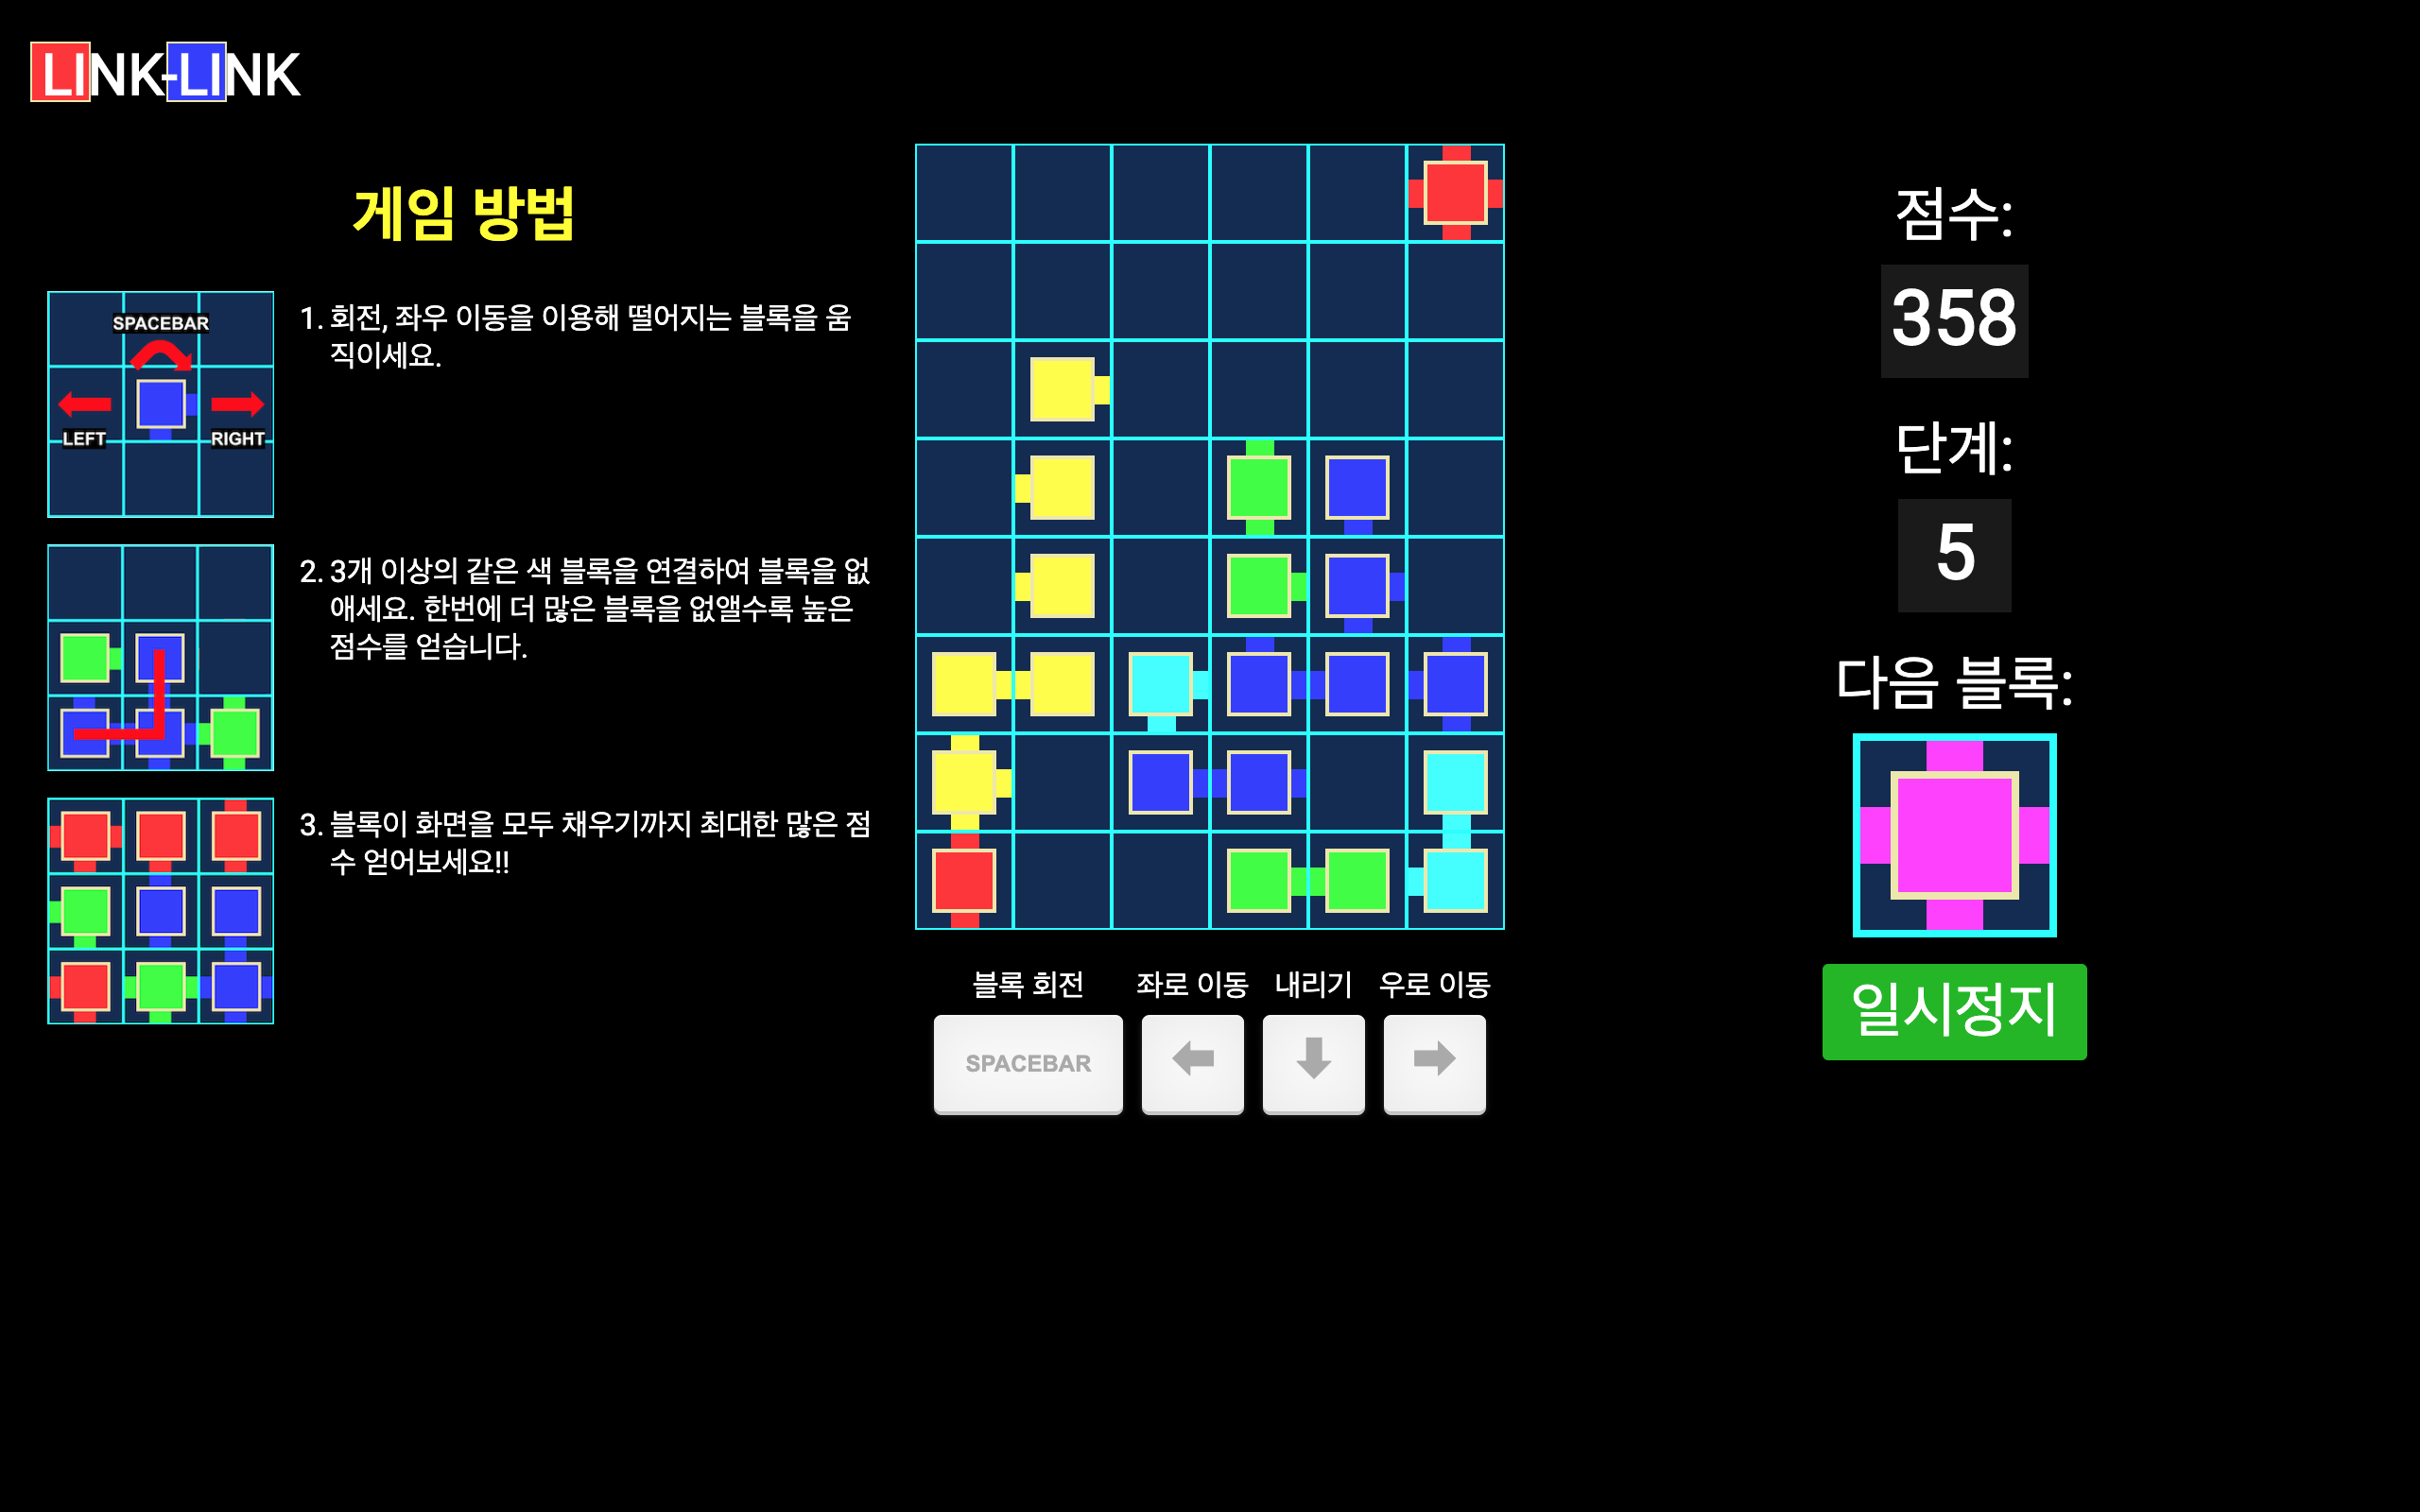 LINK-LINK
게임 방법
SPACEBAR
LEFT
RIGHT
1. 회전, 좌우 이동을 이용해 떨어지는 블록을 움
직이세요.
2. 3개 이상의 같은 색 블록을 연결하여 블록을 없
애세요. 한번에 더 많은 블록을 없앨수록 높은
점수를 얻습니다.
3. 블록이 화면을 모두 채우기까지 최대한 많은 점
수 얻어보세요!!
블록 회전
좌로 이동
내리기
우로 이동
SPACEBAR
점수:
358
단계:
5
다음 블록:
일시정지